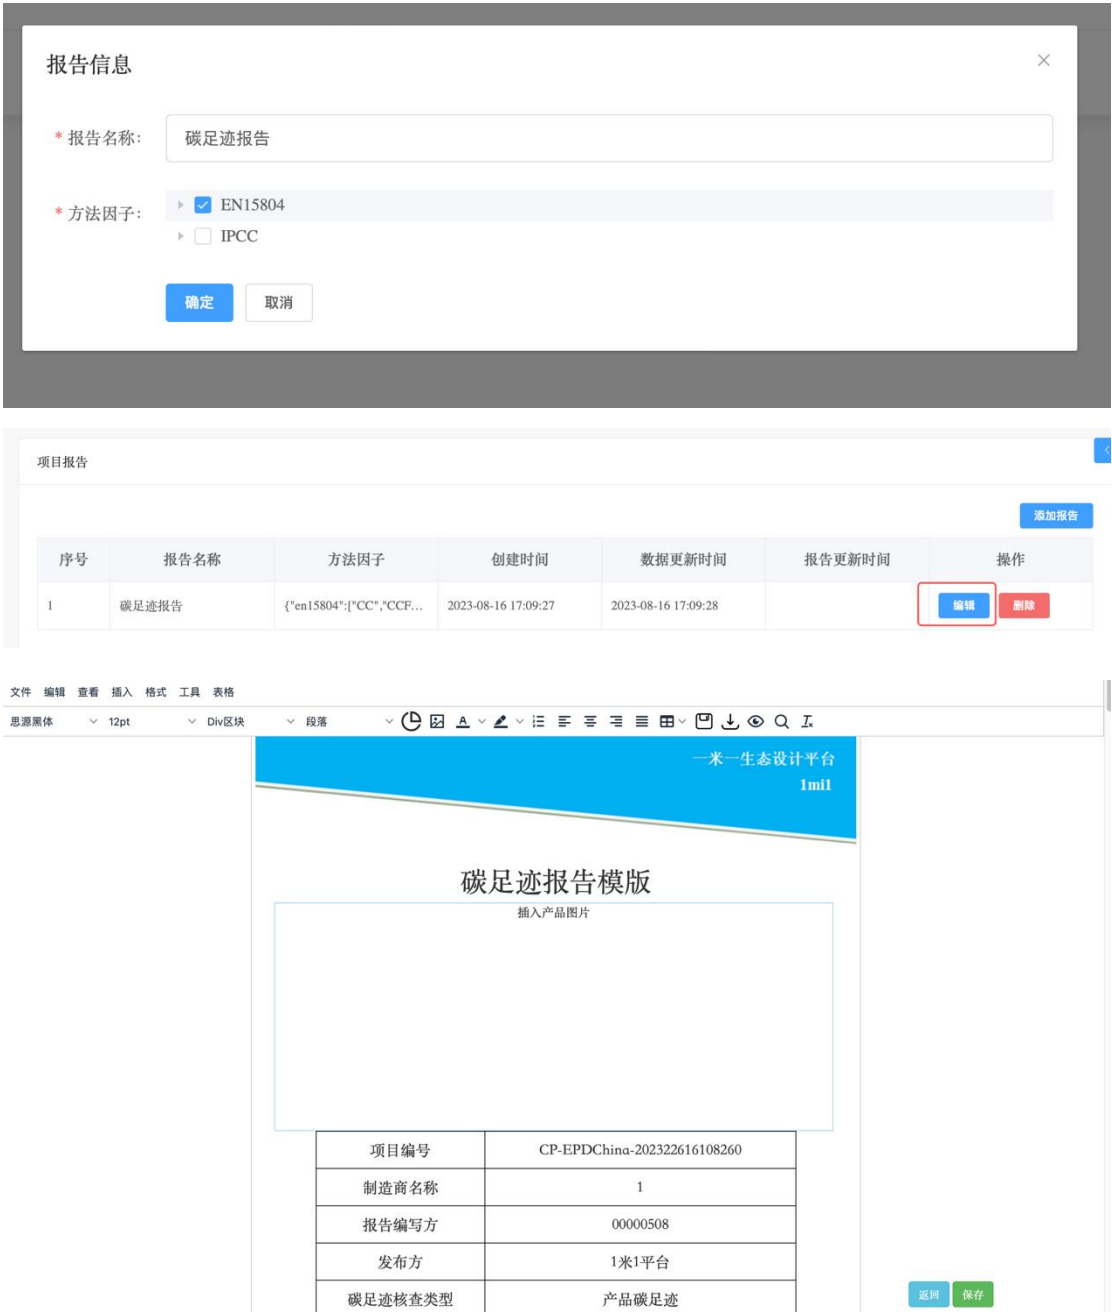 报告信息
* 报告名称: 碳足迹报告
* 方法因子: EN15804
IPCC
确定 取消
项目报告
添加报告
序号 报告名称 方法因子 创建时间 数据更新时间 报告更新时间 操作
1 碳足迹报告 {"en15804":["CC","CCF... 2023-08-16 17:09:27 2023-08-16 17:09:28 编辑 删除
文件 编辑 查看 插入 格式 工具 表格
思源黑体 12pt Div区块 段落
一米一生态设计平台
1mi1
碳足迹报告模版
插入产品图片
项目编号 CP-EPDChina-202322616108260
制造商名称 1
报告编写方 00000508
发布方 1米1平台
碳足迹核查类型 产品碳足迹
返回 保存